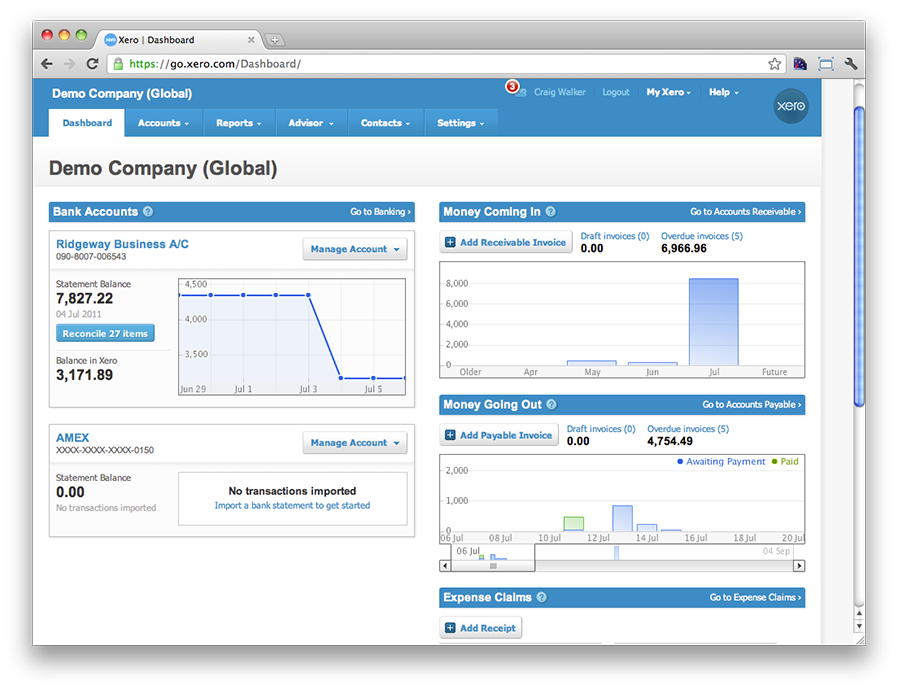 Xero | Dashboard
https://go.xero.com/Dashboard/
Demo Company (Global)
3
Craig Walker
Logout
My Xero
Help
xero
Dashboard
Accounts
Reports
Advisor
Contacts
Settings
Demo Company (Global)
Bank Accounts ?
Go to Banking ›
Ridgeway Business A/C
090-8007-006543
Manage Account
Statement Balance
7,827.22
04 Jul 2011
Reconcile 27 items
Balance in Xero
3,171.89
4,500
4,000
3,500
Jun 29 Jul 1 Jul 3 Jul 5
AMEX
XXXX-XXXX-XXXX-0150
Manage Account
Statement Balance
0.00
No transactions imported
No transactions imported
Import a bank statement to get started
Money Coming In ?
Go to Accounts Receivable ›
Add Receivable Invoice
Draft invoices (0)
0.00
Overdue invoices (5)
6,966.96
8,000
6,000
4,000
2,000
0
Older Apr May Jun Jul Future
Money Going Out ?
Go to Accounts Payable ›
Add Payable Invoice
Draft invoices (0)
0.00
Overdue invoices (5)
4,754.49
Awaiting Payment Paid
2,000
1,000
0
06 Jul 08 Jul 10 Jul 12 Jul 14 Jul 16 Jul 18 Jul 20 Jul
06 Jul 04 Sep
Expense Claims ?
Go to Expense Claims ›
Add Receipt